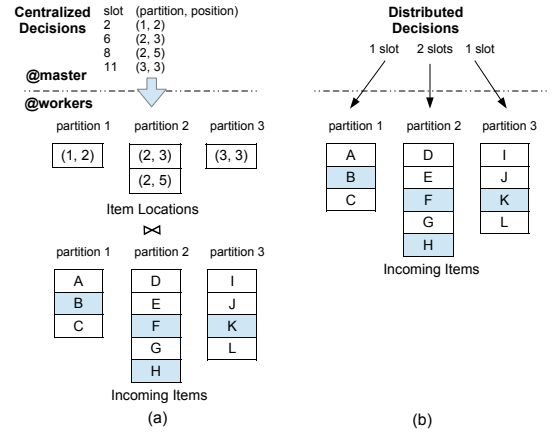 Centralized Decisions
slot (partition, position)
2 (1, 2)
6 (2, 3)
8 (2, 5)
11 (3, 3)
@master
@workers
partition 1 partition 2 partition 3
(1, 2) (2, 3) (3, 3)
(2, 5)
Item Locations
⋈
partition 1 partition 2 partition 3
A D I
B E J
C F K
G L
H
Incoming Items
(a)
Distributed
Decisions
1 slot 2 slots 1 slot
partition 1 partition 2 partition 3
A D I
B E J
C F K
G L
H
Incoming Items
(b)